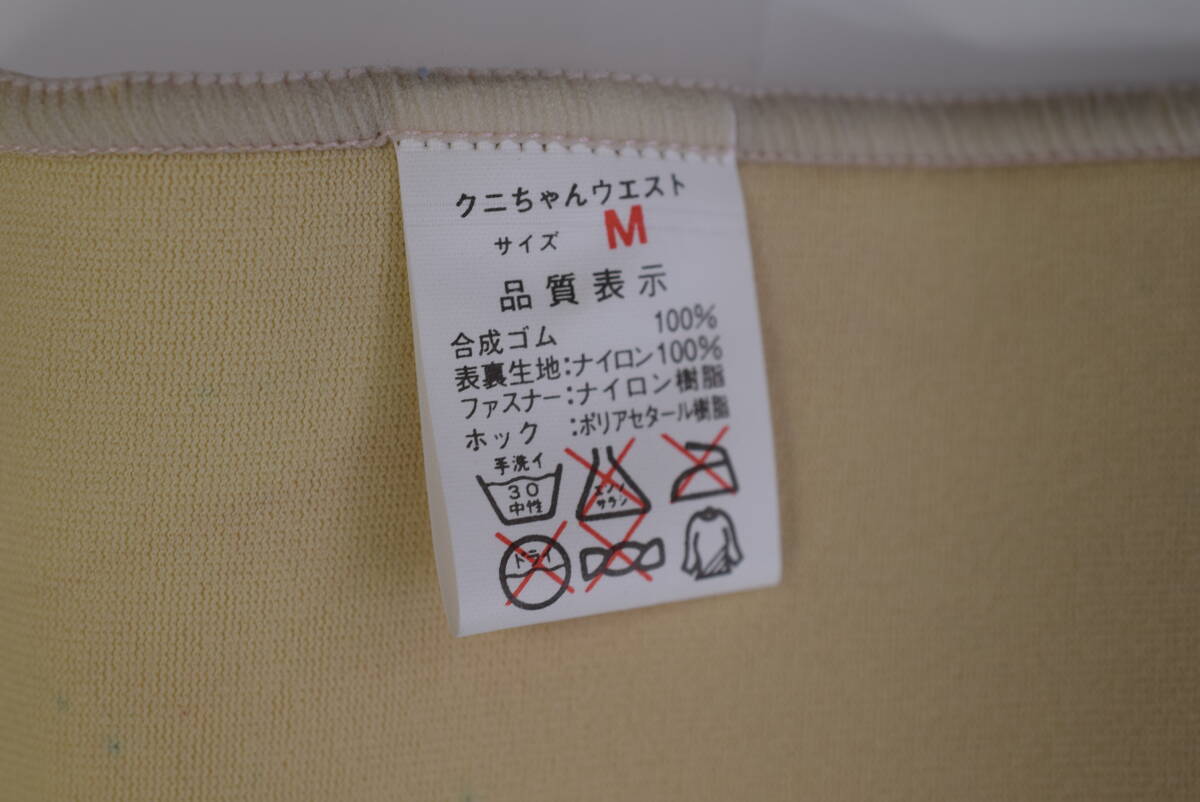 クニちゃんウエスト
サイズ M
品質表示
合成ゴム 100%
表裏生地:ナイロン100%
ファスナー:ナイロン樹脂
ホック :ポリアセタール樹脂
手洗イ
30
中性
エンソ
サラシ
ドライ